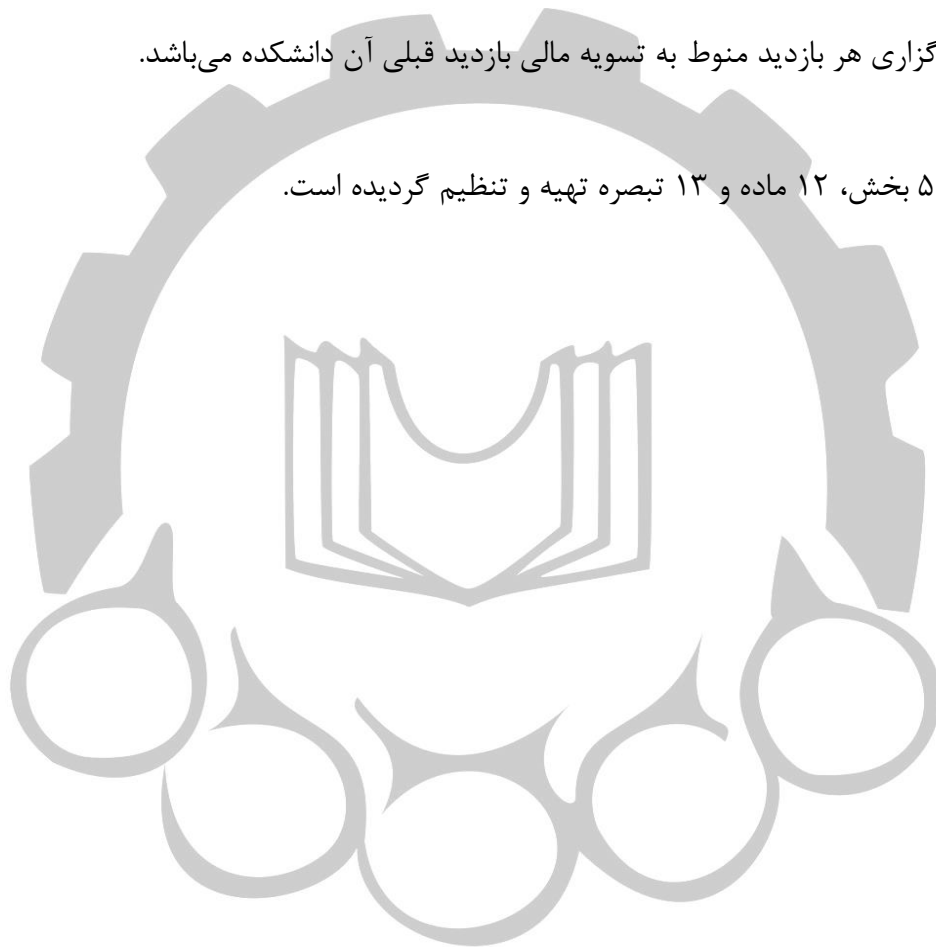 گزاری هر بازدید منوط به تسویه مالی بازدید قبلی آن دانشکده می‌باشد.
۵ بخش، ۱۲ ماده و ۱۳ تبصره تهیه و تنظیم گردیده است.